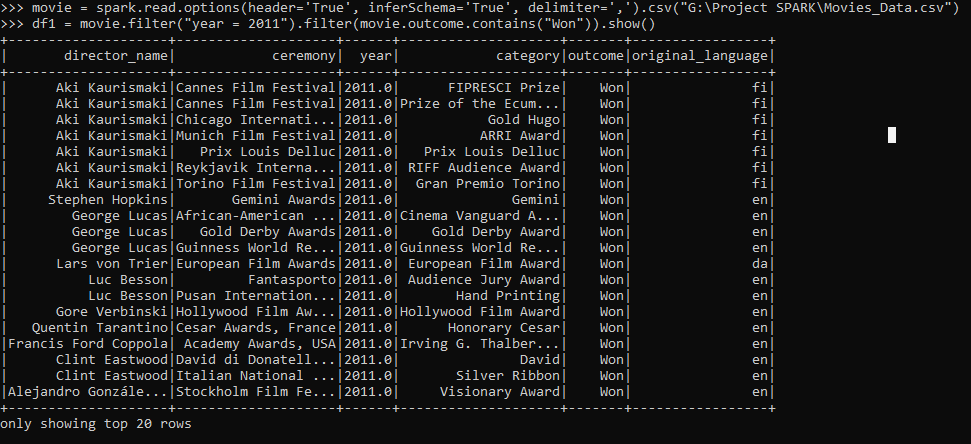 >>> movie = spark.read.options(header='True', inferSchema='True', delimiter=',').csv("G:\Project SPARK\Movies_Data.csv")
>>> df1 = movie.filter("year = 2011").filter(movie.outcome.contains("Won")).show()
+------------------+--------------------+------+--------------------+-------+-----------------+
|     director_name|            ceremony|  year|            category|outcome|original_language|
+------------------+--------------------+------+--------------------+-------+-----------------+
|    Aki Kaurismaki|Cannes Film Festival|2011.0|      FIPRESCI Prize|    Won|               fi|
|    Aki Kaurismaki|Cannes Film Festival|2011.0|Prize of the Ecum...|    Won|               fi|
|    Aki Kaurismaki|Chicago Internati...|2011.0|           Gold Hugo|    Won|               fi|
|    Aki Kaurismaki|Munich Film Festival|2011.0|          ARRI Award|    Won|               fi|
|    Aki Kaurismaki|   Prix Louis Delluc|2011.0|   Prix Louis Delluc|    Won|               fi|
|    Aki Kaurismaki|Reykjavik Interna...|2011.0| RIFF Audience Award|    Won|               fi|
|    Aki Kaurismaki|Torino Film Festival|2011.0|  Gran Premio Torino|    Won|               fi|
|   Stephen Hopkins|       Gemini Awards|2011.0|              Gemini|    Won|               en|
|      George Lucas|African-American ...|2011.0|Cinema Vanguard A...|    Won|               en|
|      George Lucas|   Gold Derby Awards|2011.0|    Gold Derby Award|    Won|               en|
|      George Lucas|Guinness World Re...|2011.0|Guinness World Re...|    Won|               en|
|    Lars von Trier|European Film Awards|2011.0| European Film Award|    Won|               da|
|        Luc Besson|         Fantasporto|2011.0| Audience Jury Award|    Won|               en|
|        Luc Besson|Pusan Internation...|2011.0|       Hand Printing|    Won|               en|
|    Gore Verbinski|Hollywood Film Aw...|2011.0|Hollywood Film Award|    Won|               en|
| Quentin Tarantino|Cesar Awards, France|2011.0|      Honorary Cesar|    Won|               en|
|Francis Ford Coppola| Academy Awards, USA|2011.0|Irving G. Thalber...|    Won|               en|
|    Clint Eastwood|David di Donatell...|2011.0|               David|    Won|               en|
|    Clint Eastwood|Italian National ...|2011.0|       Silver Ribbon|    Won|               en|
|Alejandro Gonzále...|Stockholm Film Fe...|2011.0|     Visionary Award|    Won|               en|
+------------------+--------------------+------+--------------------+-------+-----------------+
only showing top 20 rows